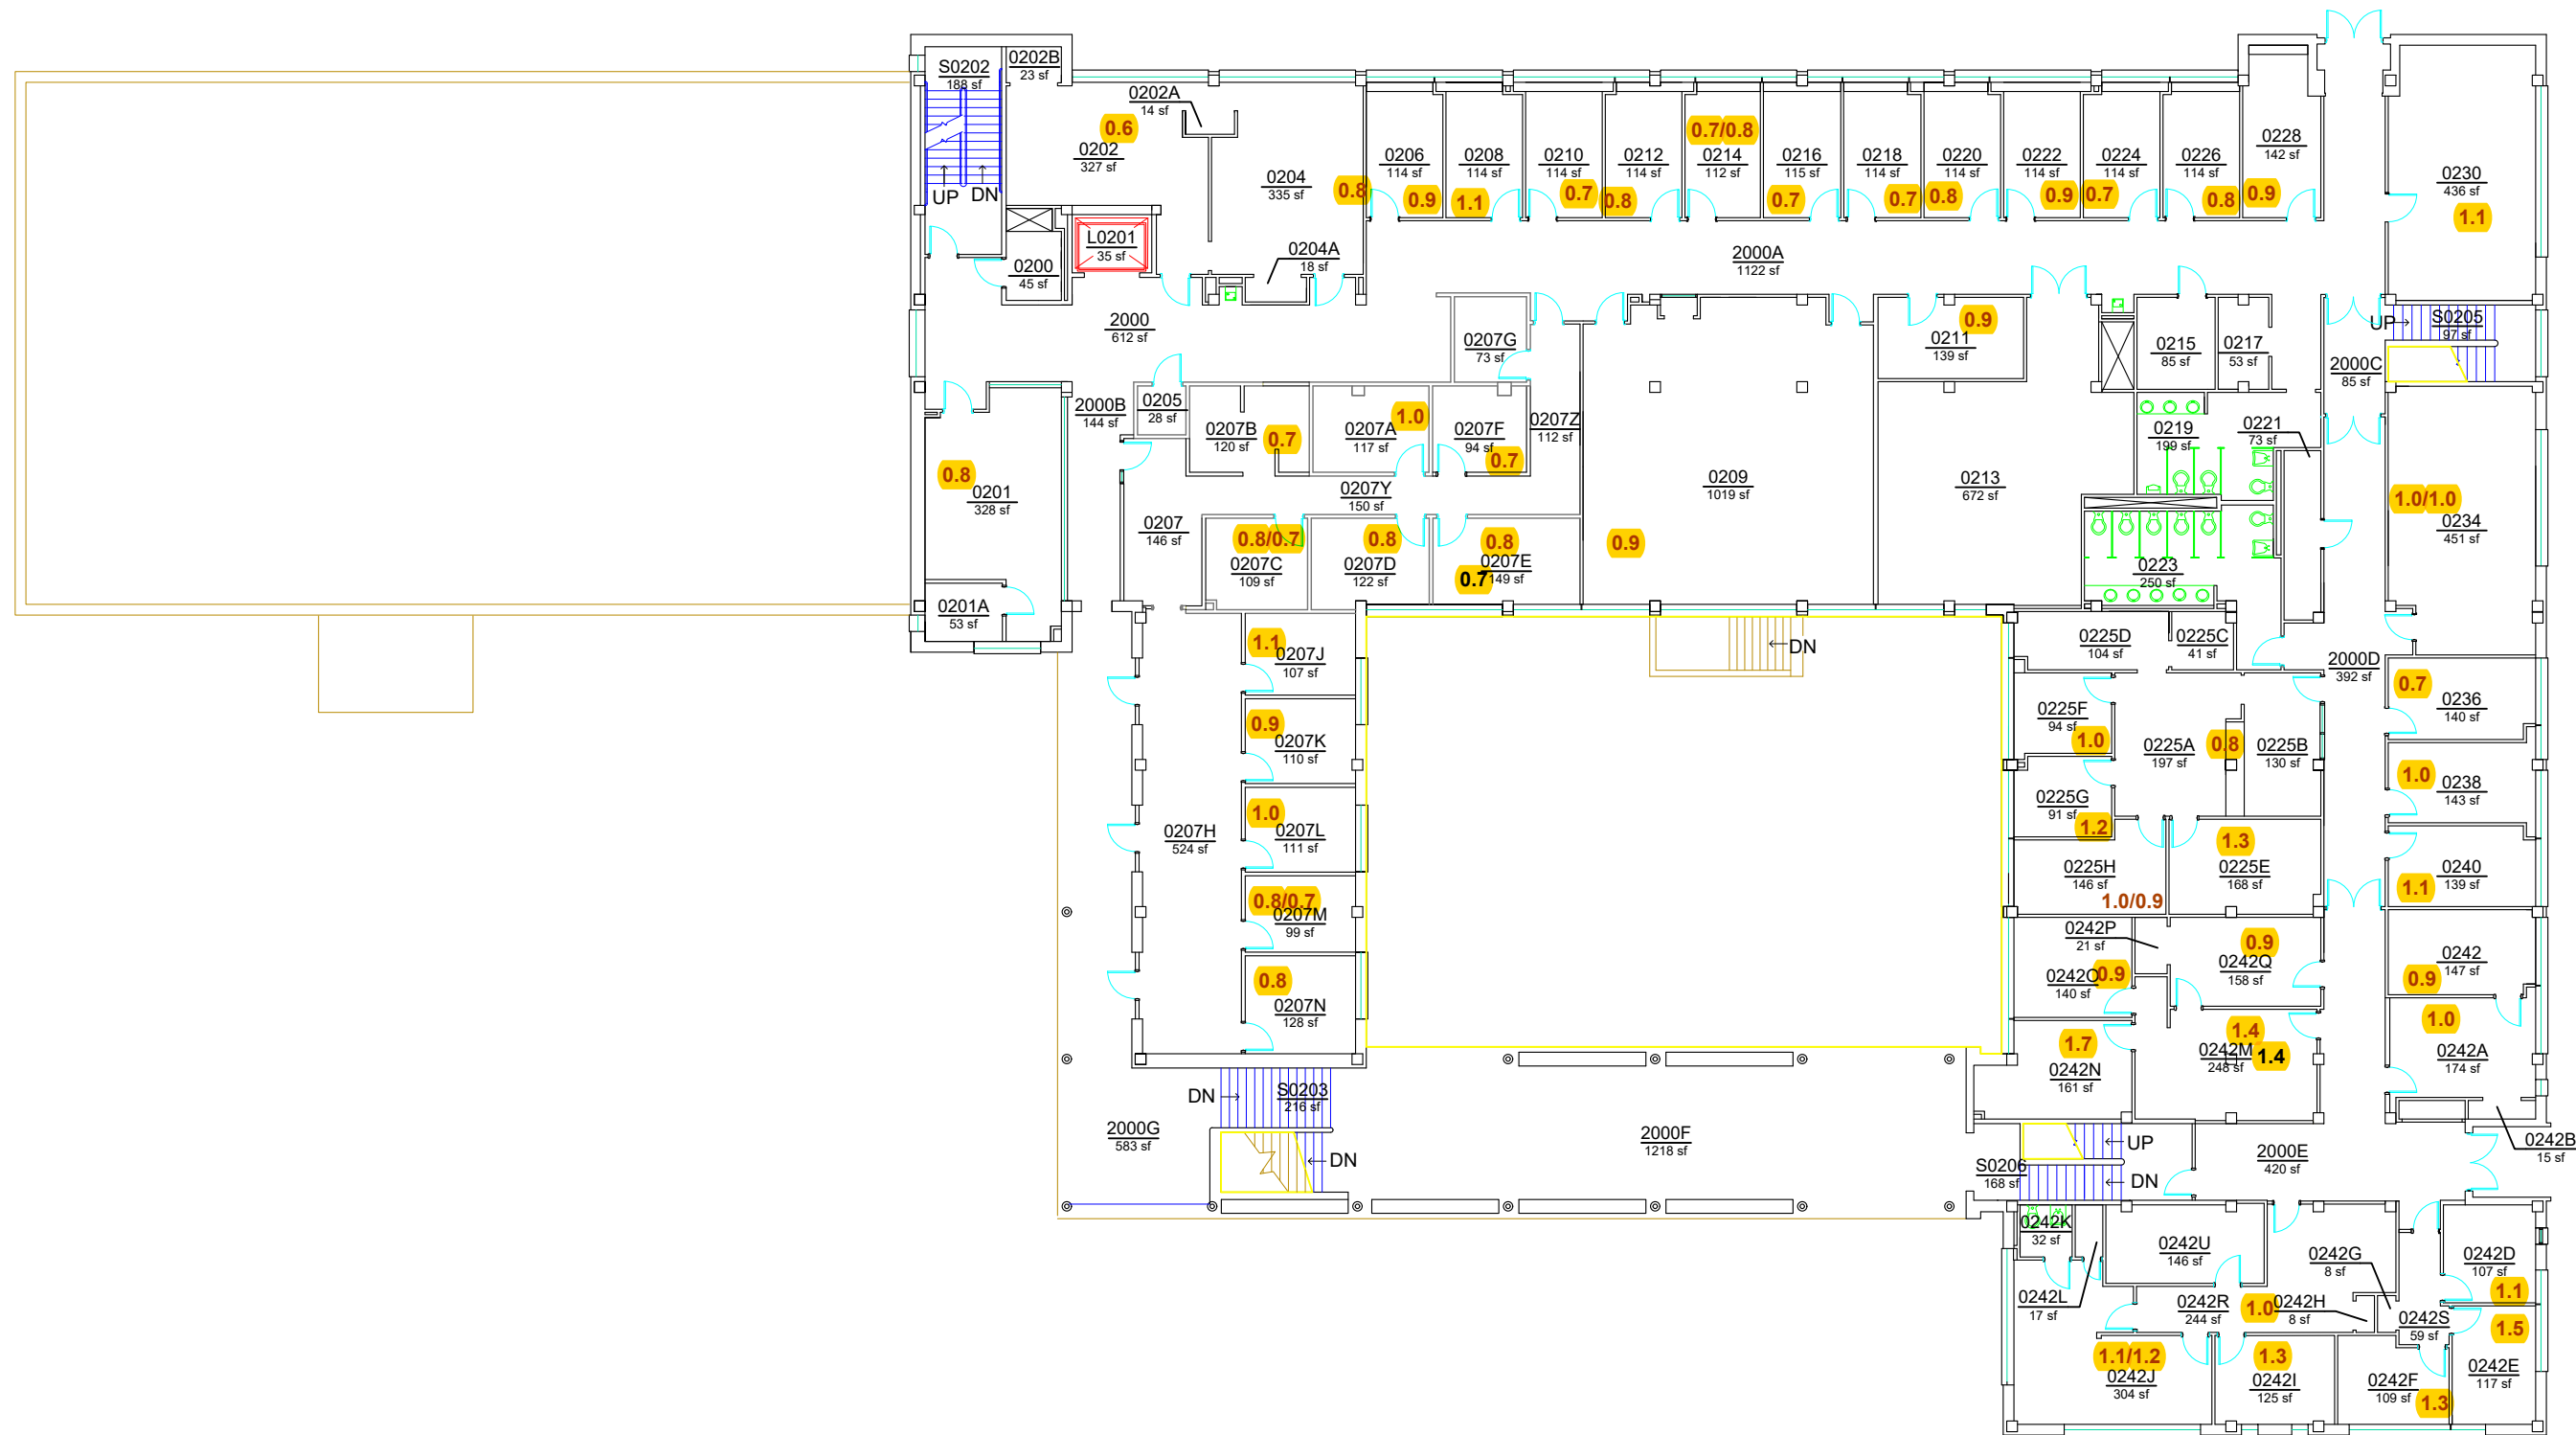 S0202
188 sf
UP
DN
0202B
23 sf
0202A
14 sf
0.6
0202
327 sf
0204
335 sf
0.8
0204A
18 sf
L0201
35 sf
0200
45 sf
0206
114 sf
0.9
0208
114 sf
1.1
0210
114 sf
0.7
0212
114 sf
0.8
0.7/0.8
0214
112 sf
0216
115 sf
0.7
0218
114 sf
0.7
0220
114 sf
0.8
0222
114 sf
0.9
0224
114 sf
0.7
0226
114 sf
0.8
0228
142 sf
0.9
0230
436 sf
1.1
2000A
1122 sf
2000
612 sf
0207G
73 sf
0.9
0211
139 sf
0215
85 sf
0217
53 sf
UP
S0205
97 sf
2000C
85 sf
2000B
144 sf
0205
28 sf
0207B
120 sf
0.7
1.0
0207A
117 sf
0207F
94 sf
0.7
0207Z
112 sf
0219
199 sf
0221
73 sf
0.8
0201
328 sf
0207Y
150 sf
0209
1019 sf
0.9
0213
672 sf
1.0/1.0
0234
451 sf
0207
146 sf
0.8/0.7
0207C
109 sf
0.8
0207D
122 sf
0.8
0207E
0.7
149 sf
0223
250 sf
0201A
53 sf
1.1
0207J
107 sf
DN
0225D
104 sf
0225C
41 sf
2000D
392 sf
0.7
0236
140 sf
0.9
0207K
110 sf
0225F
94 sf
1.0
0225A
197 sf
0.8
0225B
130 sf
1.0
0238
143 sf
1.0
0207L
111 sf
0207H
524 sf
0225G
91 sf
1.2
1.3
0225E
168 sf
0225H
146 sf
1.0/0.9
0240
139 sf
1.1
0.8/0.7
0207M
99 sf
0242P
21 sf
0.9
0242Q
158 sf
0242
147 sf
0.9
0.8
0207N
128 sf
0242O
0.9
140 sf
1.0
0242A
174 sf
1.7
0242N
161 sf
1.4
0242M
1.4
248 sf
DN
S0203
216 sf
2000G
583 sf
DN
2000F
1218 sf
S0206
168 sf
UP
DN
2000E
420 sf
0242B
15 sf
0242K
32 sf
0242U
146 sf
0242G
8 sf
0242D
107 sf
1.1
0242L
17 sf
0242R
244 sf
1.0
0242H
8 sf
0242S
59 sf
1.5
1.1/1.2
0242J
304 sf
1.3
0242I
125 sf
0242F
109 sf
1.3
0242E
117 sf